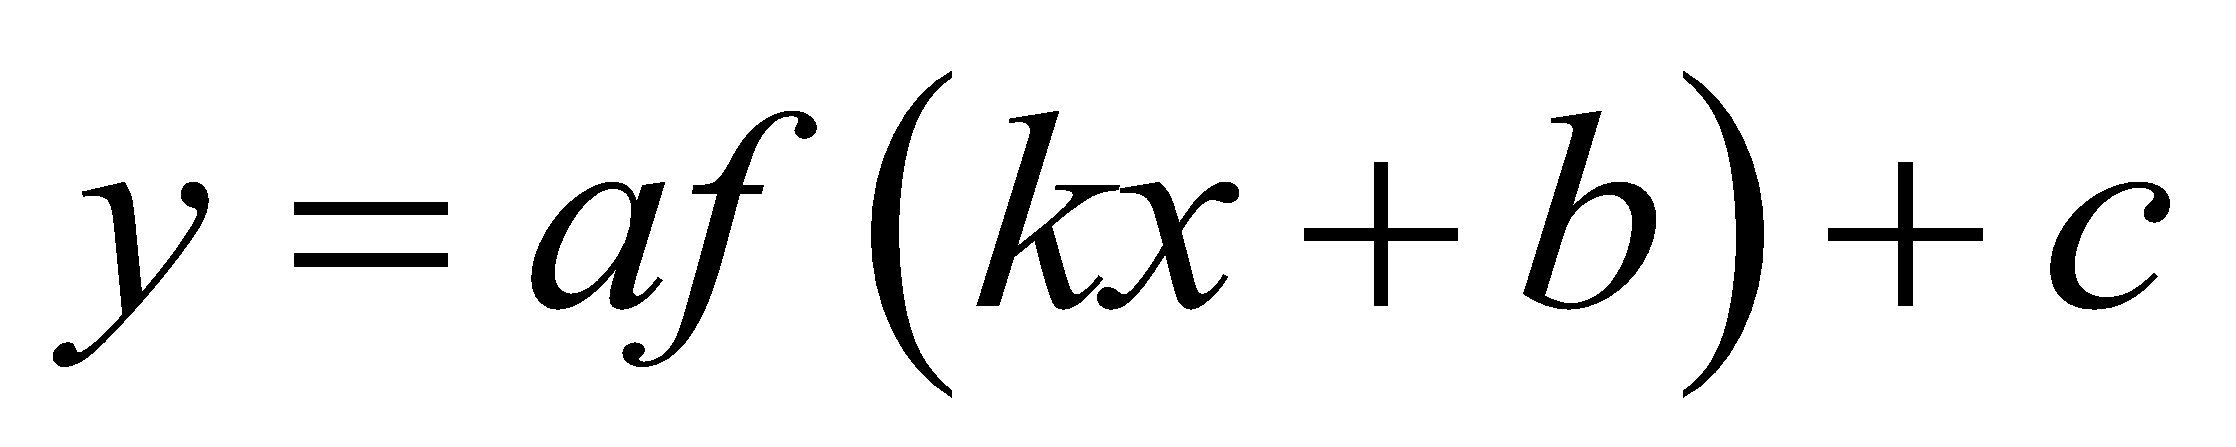 y = af (kx + b) + c